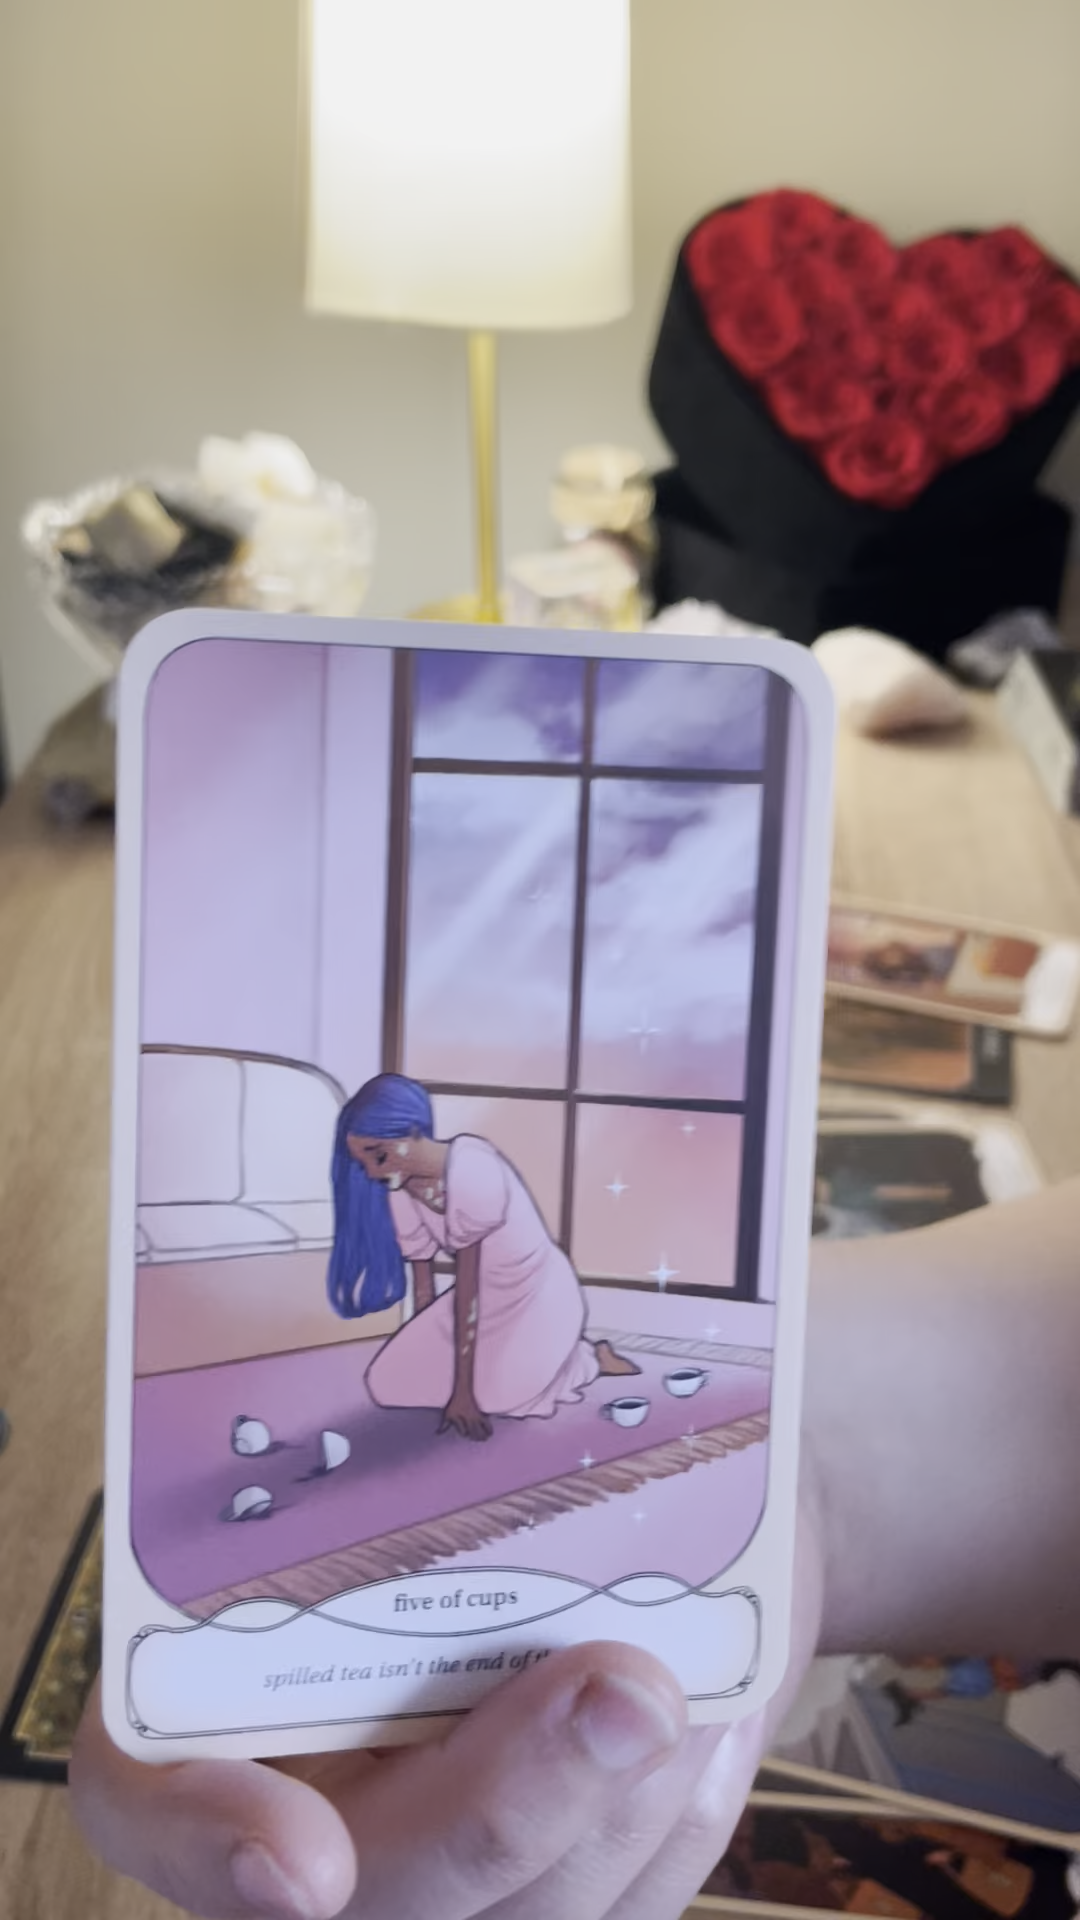 five of cups
spilled tea isn't the end of